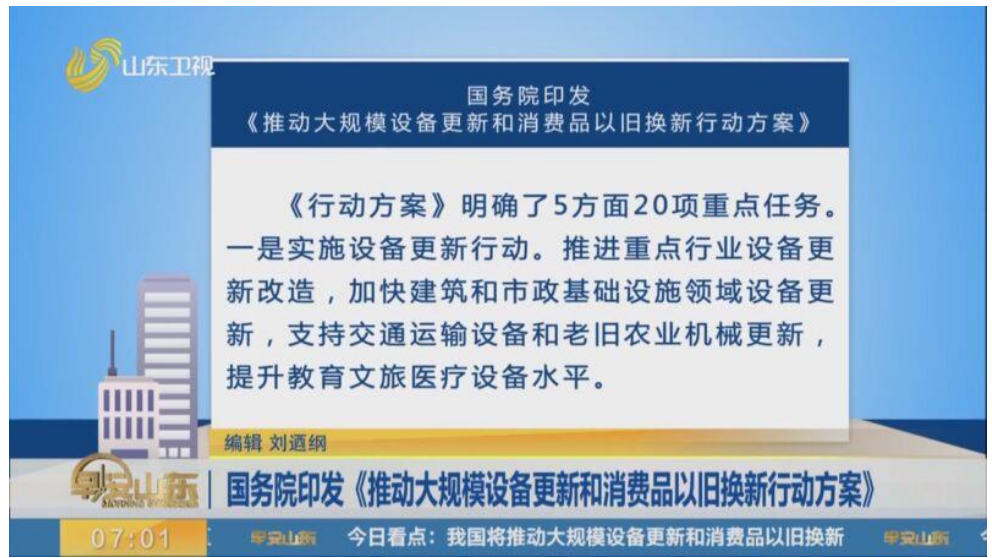 山东卫视
国务院印发
《推动大规模设备更新和消费品以旧换新行动方案》
《行动方案》明确了5方面20项重点任务。
一是实施设备更新行动。推进重点行业设备更
新改造，加快建筑和市政基础设施领域设备更
新，支持交通运输设备和老旧农业机械更新，
提升教育文旅医疗设备水平。
编辑 刘迺纲
早安山东
国务院印发《推动大规模设备更新和消费品以旧换新行动方案》
07:01
早安山东
今日看点：我国将推动大规模设备更新和消费品以旧换新
早安山东